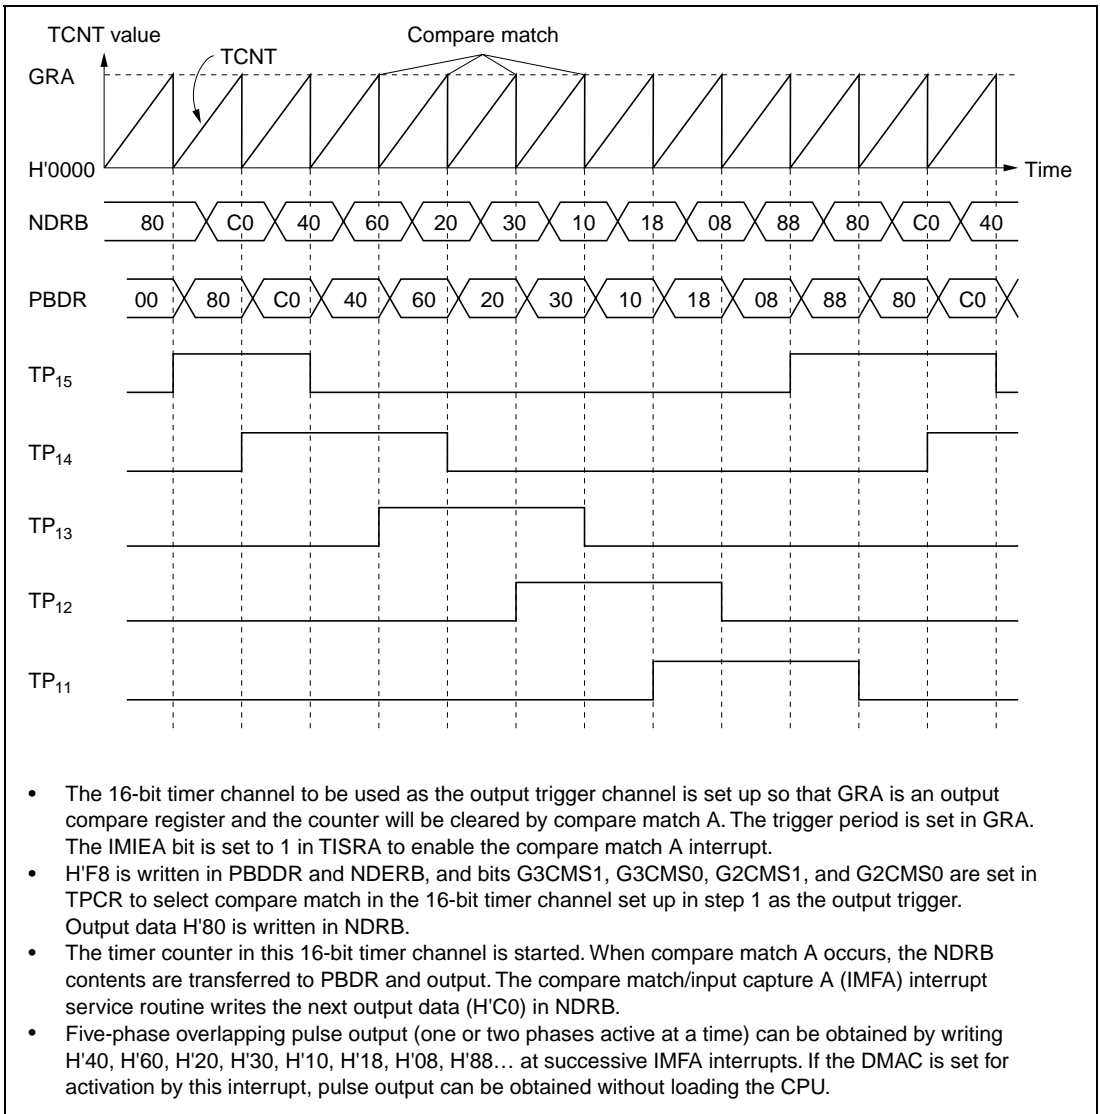 TCNT value
Compare match
TCNT
GRA
H'0000
Time
NDRB 80 C0 40 60 20 30 10 18 08 88 80 C0 40
PBDR 00 80 C0 40 60 20 30 10 18 08 88 80 C0
TP15
TP14
TP13
TP12
TP11
• The 16-bit timer channel to be used as the output trigger channel is set up so that GRA is an output
compare register and the counter will be cleared by compare match A. The trigger period is set in GRA.
The IMIEA bit is set to 1 in TISRA to enable the compare match A interrupt.
• H'F8 is written in PBDDR and NDERB, and bits G3CMS1, G3CMS0, G2CMS1, and G2CMS0 are set in
TPCR to select compare match in the 16-bit timer channel set up in step 1 as the output trigger.
Output data H'80 is written in NDRB.
• The timer counter in this 16-bit timer channel is started. When compare match A occurs, the NDRB
contents are transferred to PBDR and output. The compare match/input capture A (IMFA) interrupt
service routine writes the next output data (H'C0) in NDRB.
• Five-phase overlapping pulse output (one or two phases active at a time) can be obtained by writing
H'40, H'60, H'20, H'30, H'10, H'18, H'08, H'88… at successive IMFA interrupts. If the DMAC is set for
activation by this interrupt, pulse output can be obtained without loading the CPU.